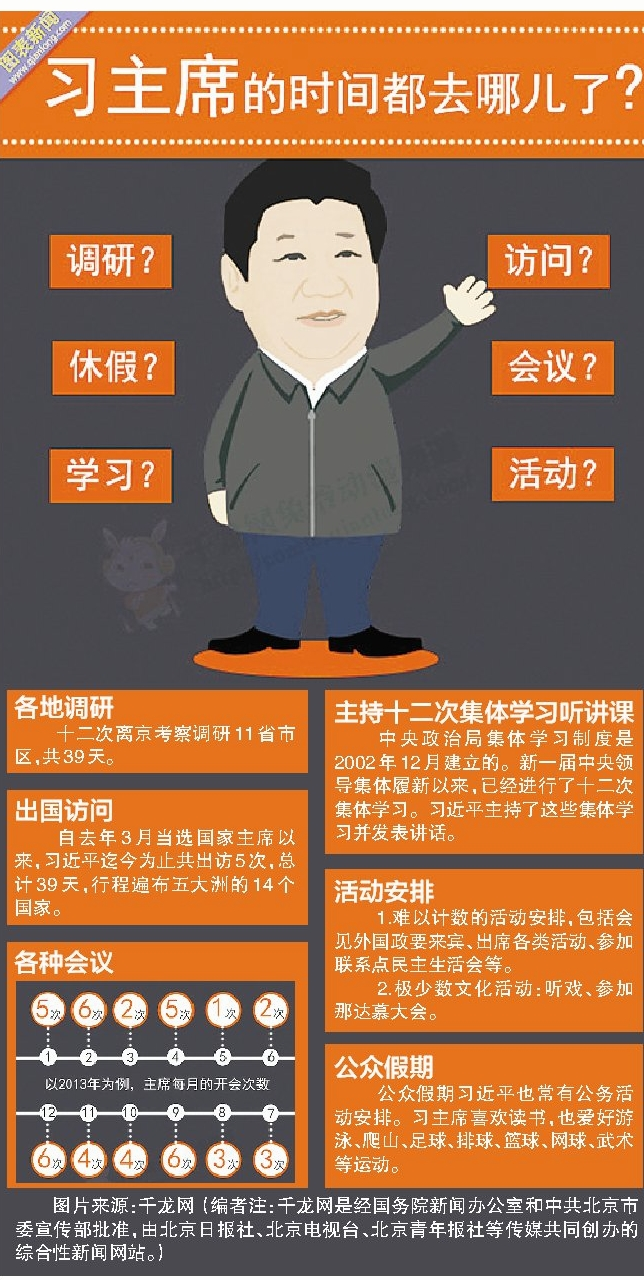 图表新闻
www.qianlong.com
习主席的时间都去哪儿了?
调研?
访问?
休假?
会议?
学习?
活动?
各地调研
十二次离京考察调研11省市
区,共39天。
出国访问
自去年3月当选国家主席以
来,习近平迄今为止共出访5次,总
计39天,行程遍布五大洲的14个
国家。
各种会议
5次 6次 2次 5次 1次 2次
1 2 3 4 5 6
以2013年为例,主席每月的开会次数
12 11 10 9 8 7
6次 4次 4次 6次 3次 3次
主持十二次集体学习听讲课
中央政治局集体学习制度是
2002年12月建立的。新一届中央领
导集体履新以来,已经进行了十二次
集体学习。习近平主持了这些集体学
习并发表讲话。
活动安排
1.难以计数的活动安排,包括会
见外国政要来宾、出席各类活动、参加
联系点民主生活会等。
2.极少数文化活动:听戏、参加
那达慕大会。
公众假期
公众假期习近平也常有公务活
动安排。习主席喜欢读书,也爱好游
泳、爬山、足球、排球、篮球、网球、武术
等运动。
图片来源:千龙网(编者注:千龙网是经国务院新闻办公室和中共北京市
委宣传部批准,由北京日报社、北京电视台、北京青年报社等传媒共同创办的
综合性新闻网站。)